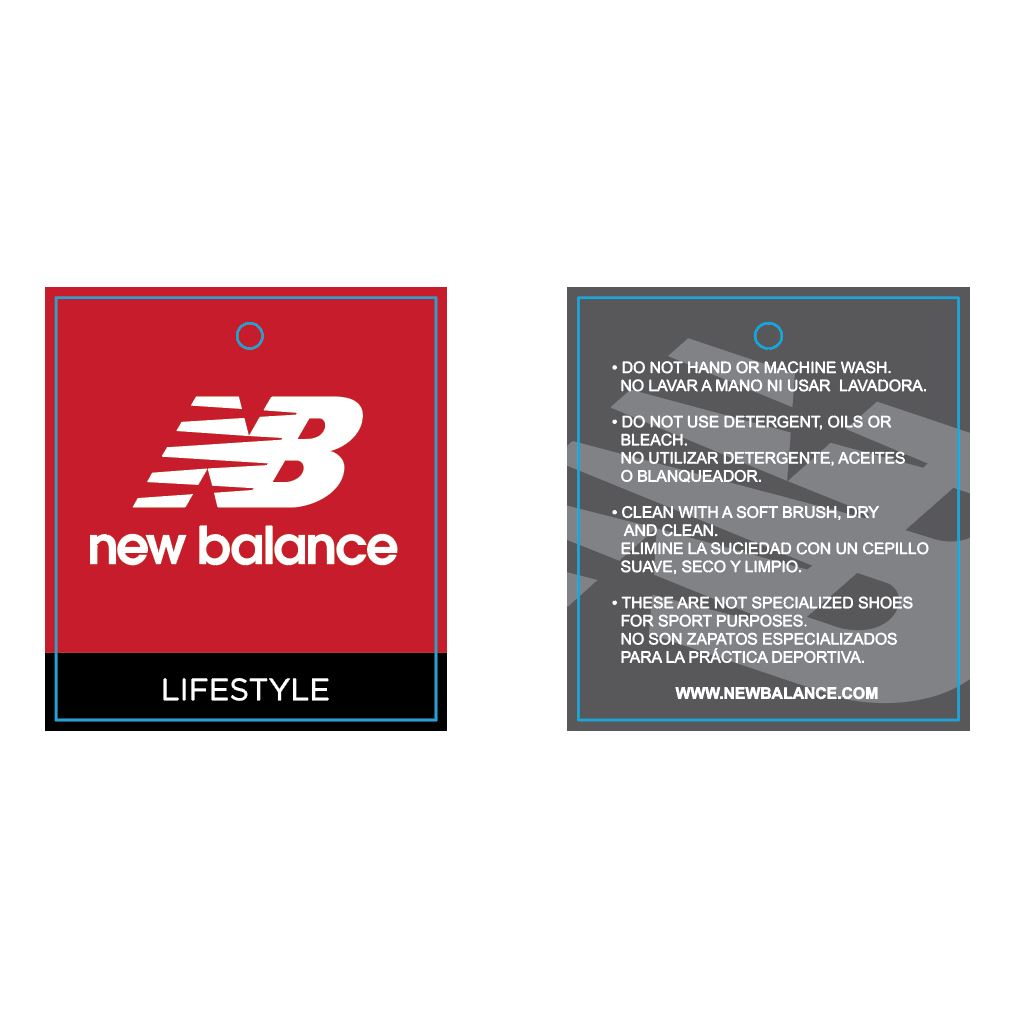 NB
new balance
LIFESTYLE
• DO NOT HAND OR MACHINE WASH.
NO LAVAR A MANO NI USAR LAVADORA.
• DO NOT USE DETERGENT, OILS OR
BLEACH.
NO UTILIZAR DETERGENTE, ACEITES
O BLANQUEADOR.
• CLEAN WITH A SOFT BRUSH, DRY
AND CLEAN.
ELIMINE LA SUCIEDAD CON UN CEPILLO
SUAVE, SECO Y LIMPIO.
• THESE ARE NOT SPECIALIZED SHOES
FOR SPORT PURPOSES.
NO SON ZAPATOS ESPECIALIZADOS
PARA LA PRÁCTICA DEPORTIVA.
WWW.NEWBALANCE.COM